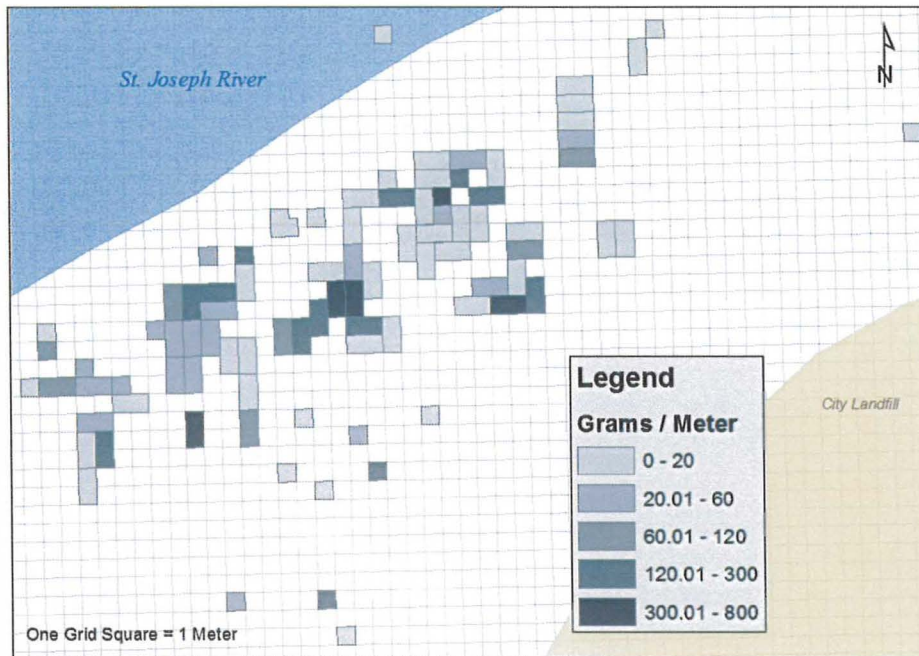 St. Joseph River
N
Legend
Grams / Meter
0 - 20
20.01 - 60
60.01 - 120
120.01 - 300
300.01 - 800
City Landfill
One Grid Square = 1 Meter